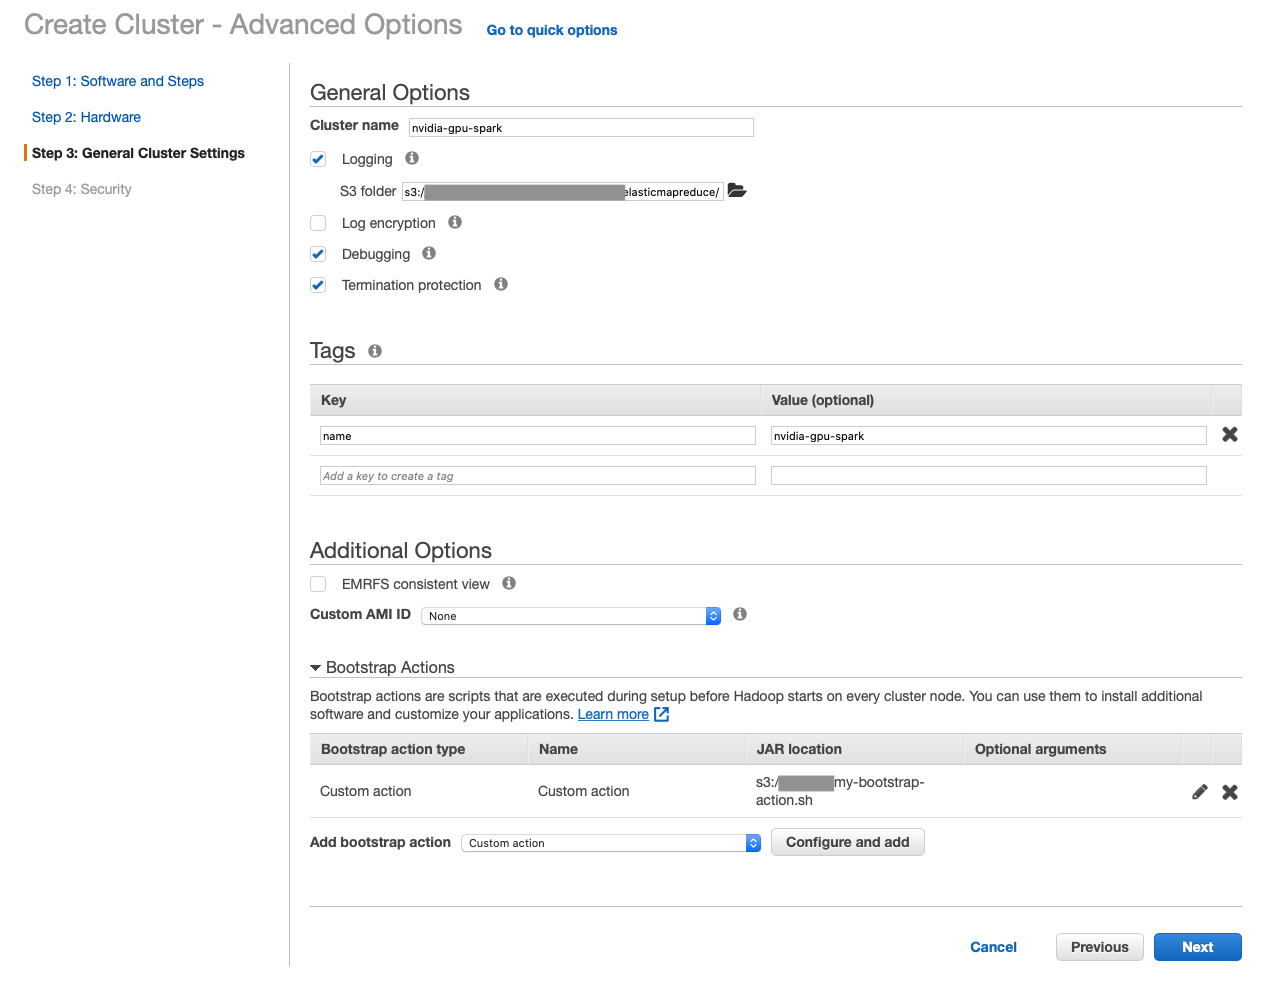 Create Cluster - Advanced Options
Go to quick options
Step 1: Software and Steps
Step 2: Hardware
Step 3: General Cluster Settings
Step 4: Security
General Options
Cluster name nvidia-gpu-spark
Logging
S3 folder s3:/ elasticmapreduce/
Log encryption
Debugging
Termination protection
Tags
Key Value (optional)
name nvidia-gpu-spark
Add a key to create a tag
Additional Options
EMRFS consistent view
Custom AMI ID None
Bootstrap Actions
Bootstrap actions are scripts that are executed during setup before Hadoop starts on every cluster node. You can use them to install additional
software and customize your applications. Learn more
Bootstrap action type Name JAR location Optional arguments
Custom action Custom action s3:/ my-bootstrap-
action.sh
Add bootstrap action Custom action Configure and add
Cancel Previous Next